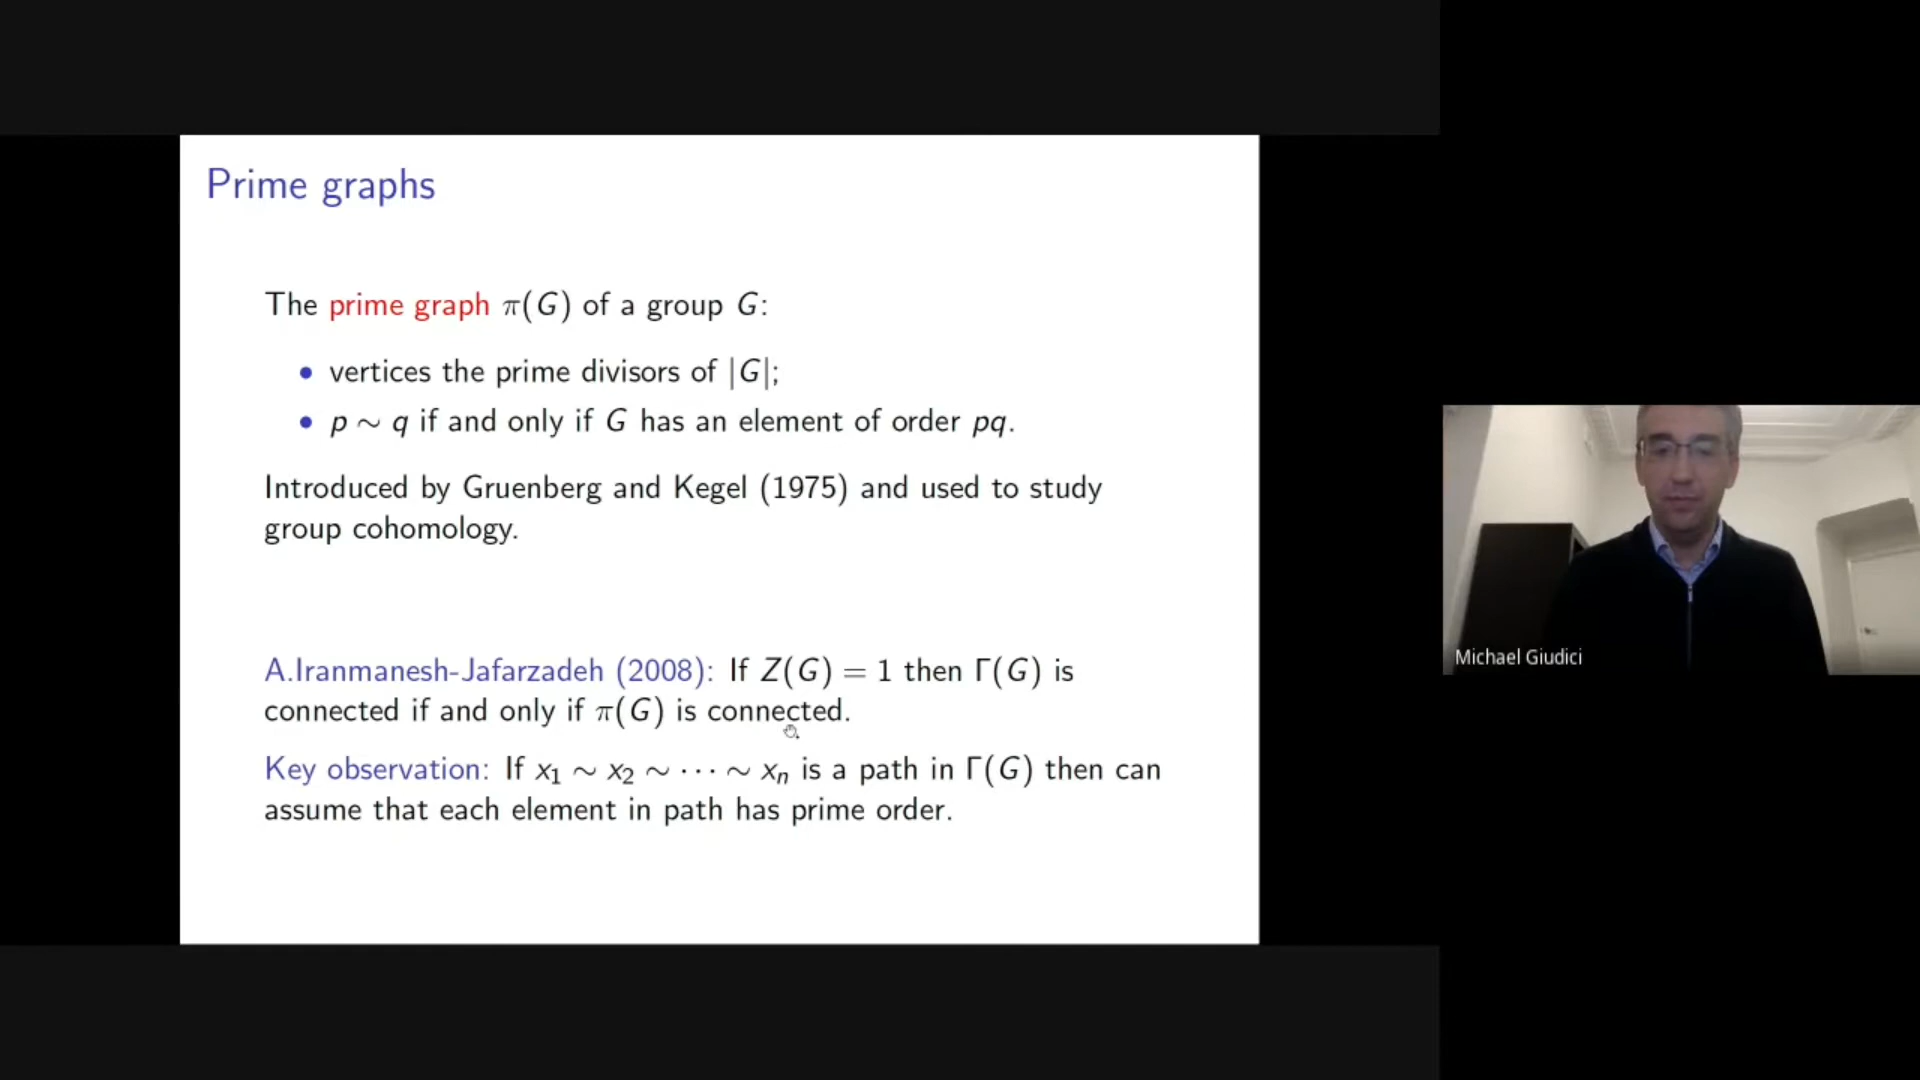 Prime graphs
The prime graph π(G) of a group G:
• vertices the prime divisors of |G|;
• p ∼ q if and only if G has an element of order pq.
Introduced by Gruenberg and Kegel (1975) and used to study
group cohomology.
A.Iranmanesh-Jafarzadeh (2008): If Z(G) = 1 then Γ(G) is
connected if and only if π(G) is connected.
Key observation: If x₁ ∼ x₂ ∼ ⋯ ∼ xₙ is a path in Γ(G) then can
assume that each element in path has prime order.
Michael Giudici